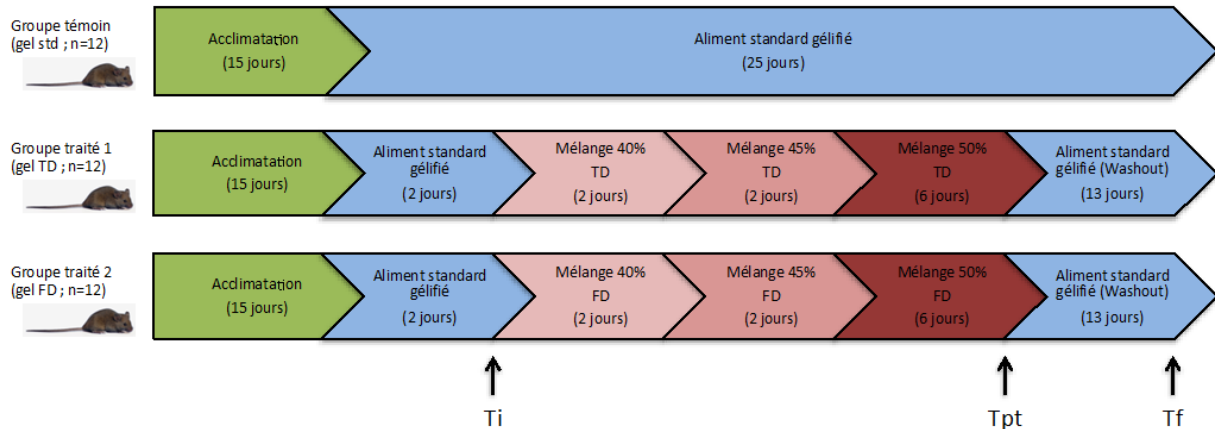 Groupe témoin
(gel std ; n=12)
Acclimatation
(15 jours)
Aliment standard gélifié
(25 jours)
Groupe traité 1
(gel TD ; n=12)
Acclimatation
(15 jours)
Aliment standard
gélifié
(2 jours)
Mélange 40%
TD
(2 jours)
Mélange 45%
TD
(2 jours)
Mélange 50%
TD
(6 jours)
Aliment standard
gélifié (Washout)
(13 jours)
Groupe traité 2
(gel FD ; n=12)
Acclimatation
(15 jours)
Aliment standard
gélifié
(2 jours)
Mélange 40%
FD
(2 jours)
Mélange 45%
FD
(2 jours)
Mélange 50%
FD
(6 jours)
Aliment standard
gélifié (Washout)
(13 jours)
Ti
Tpt
Tf